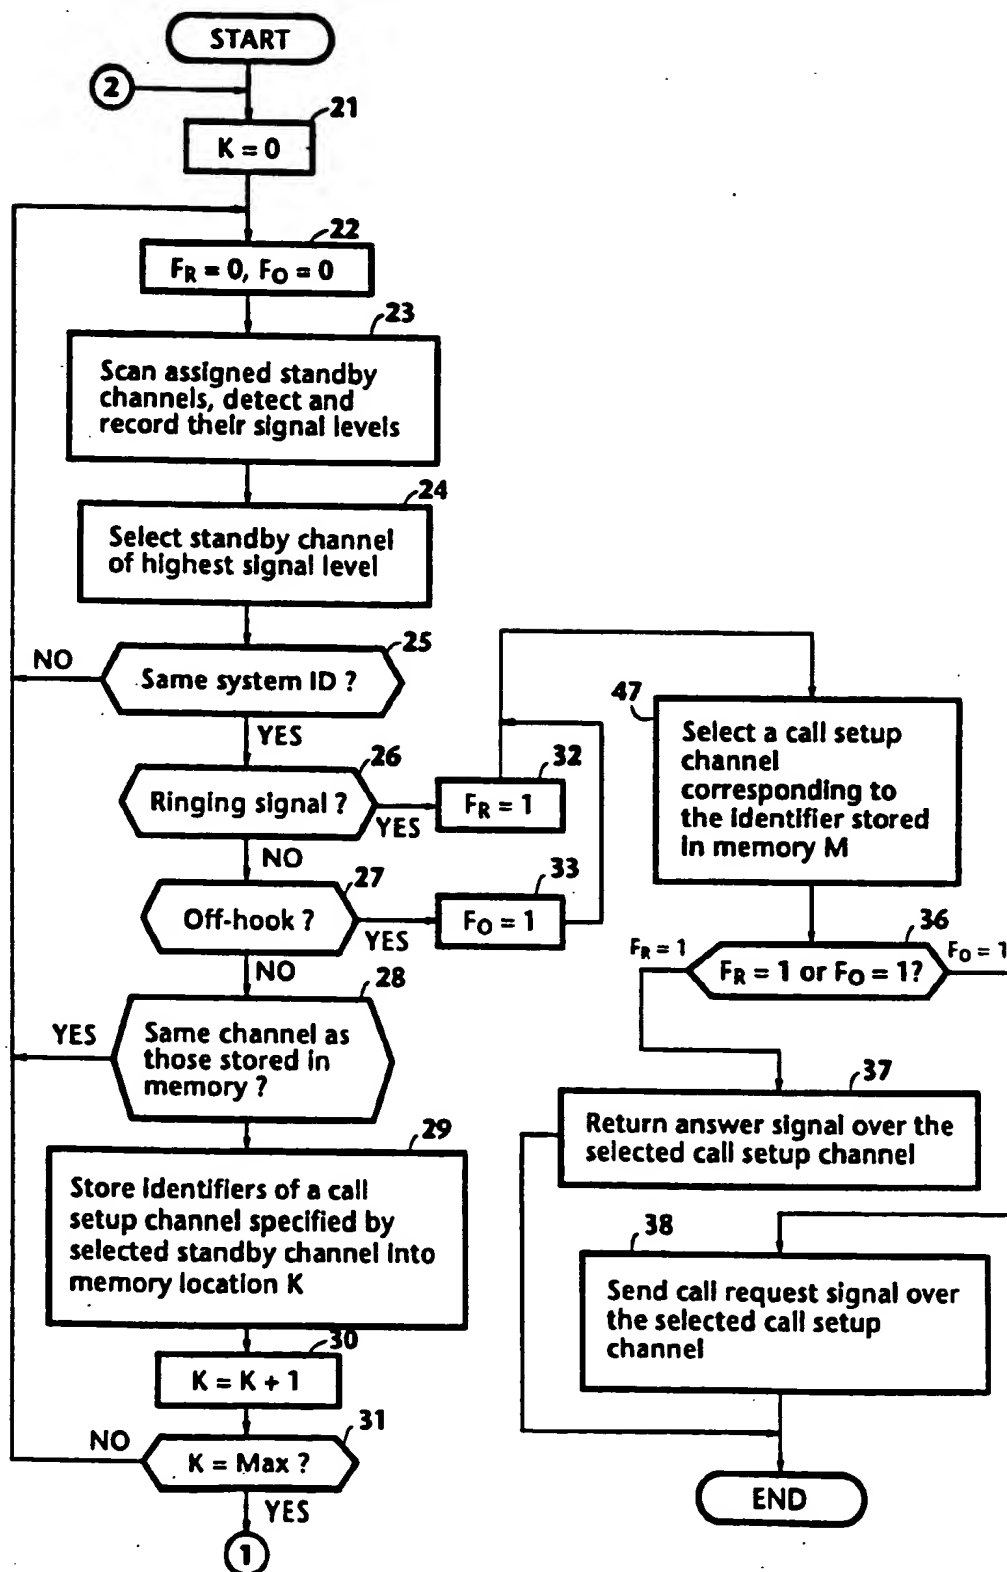 START
2
21
K = 0
22
FR = 0, FO = 0
23
Scan assigned standby
channels, detect and
record their signal levels
24
Select standby channel
of highest signal level
25
Same system ID ?
NO
YES
26
Ringing signal ?
YES
32
FR = 1
NO
27
Off-hook ?
YES
33
FO = 1
NO
28
Same channel as
those stored in
memory ?
YES
29
Store identifiers of a call
setup channel specified by
selected standby channel into
memory location K
30
K = K + 1
31
K = Max ?
NO
YES
1
47
Select a call setup
channel
corresponding to
the identifier stored
in memory M
36
FR = 1
FR = 1 or FO = 1?
FO = 1
37
Return answer signal over the
selected call setup channel
38
Send call request signal over
the selected call setup
channel
END